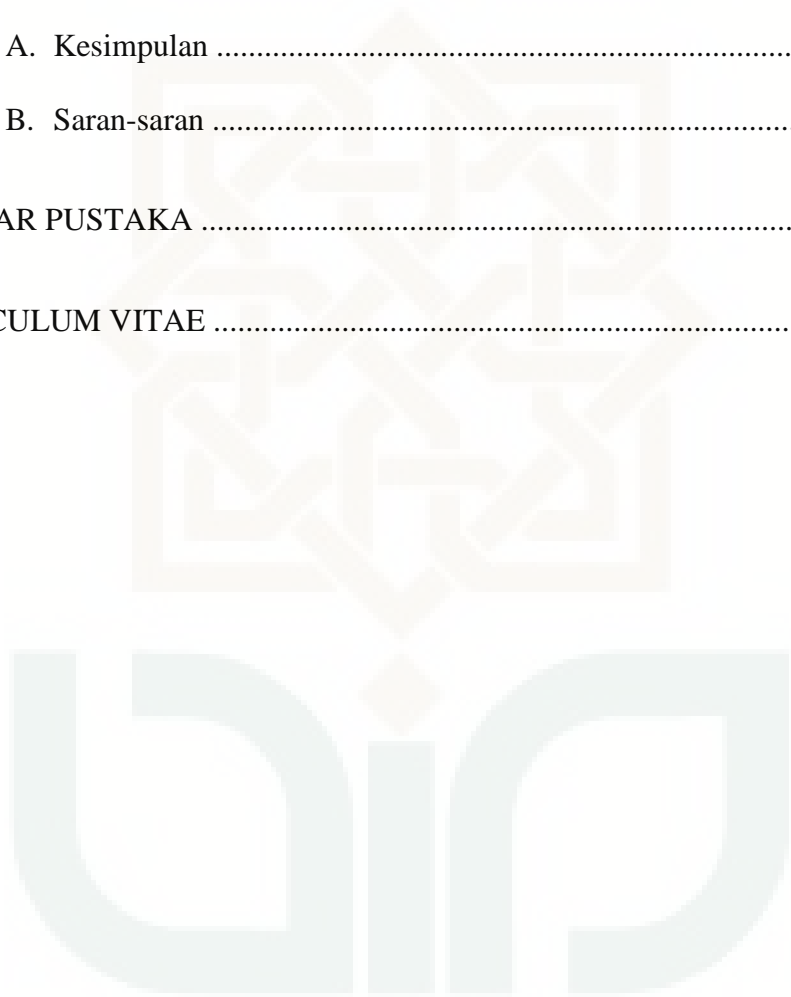 A. Kesimpulan ........................................................................
B. Saran-saran ........................................................................
AR PUSTAKA ..........................................................................
CULUM VITAE ........................................................................